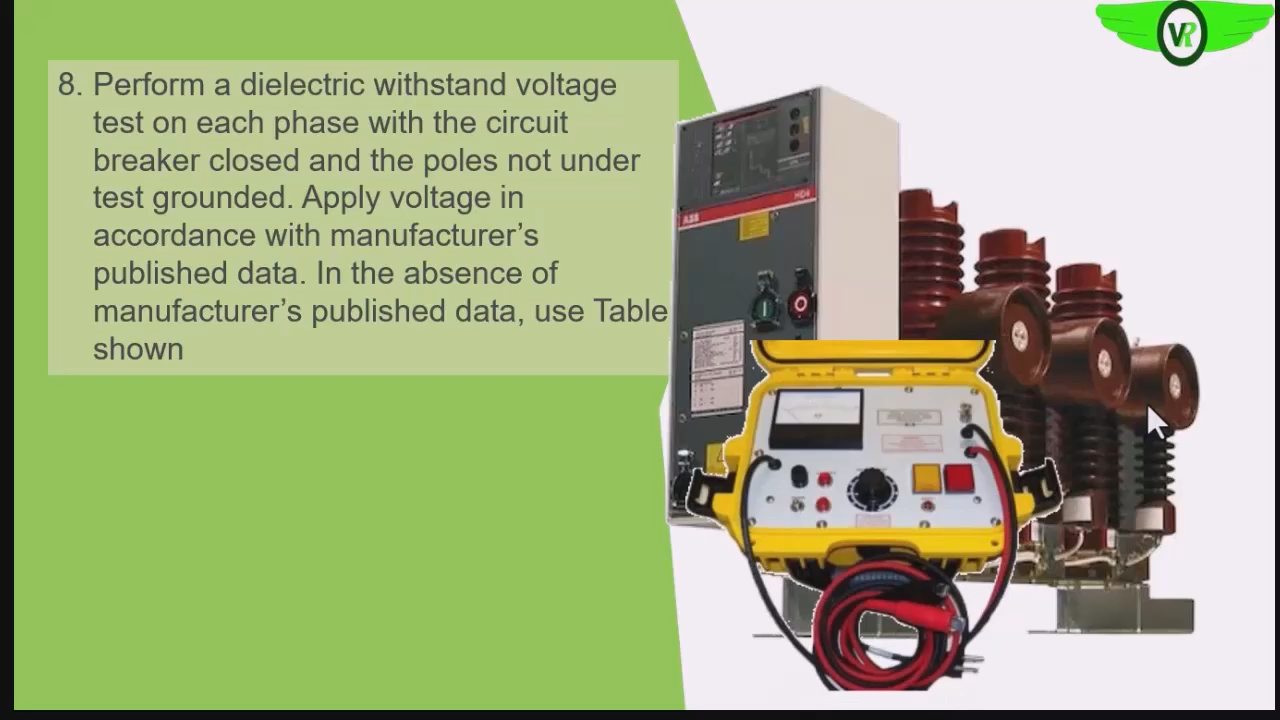 VR
8. Perform a dielectric withstand voltage
test on each phase with the circuit
breaker closed and the poles not under
test grounded. Apply voltage in
accordance with manufacturer’s
published data. In the absence of
manufacturer’s published data, use Table
shown
ABB
HD4